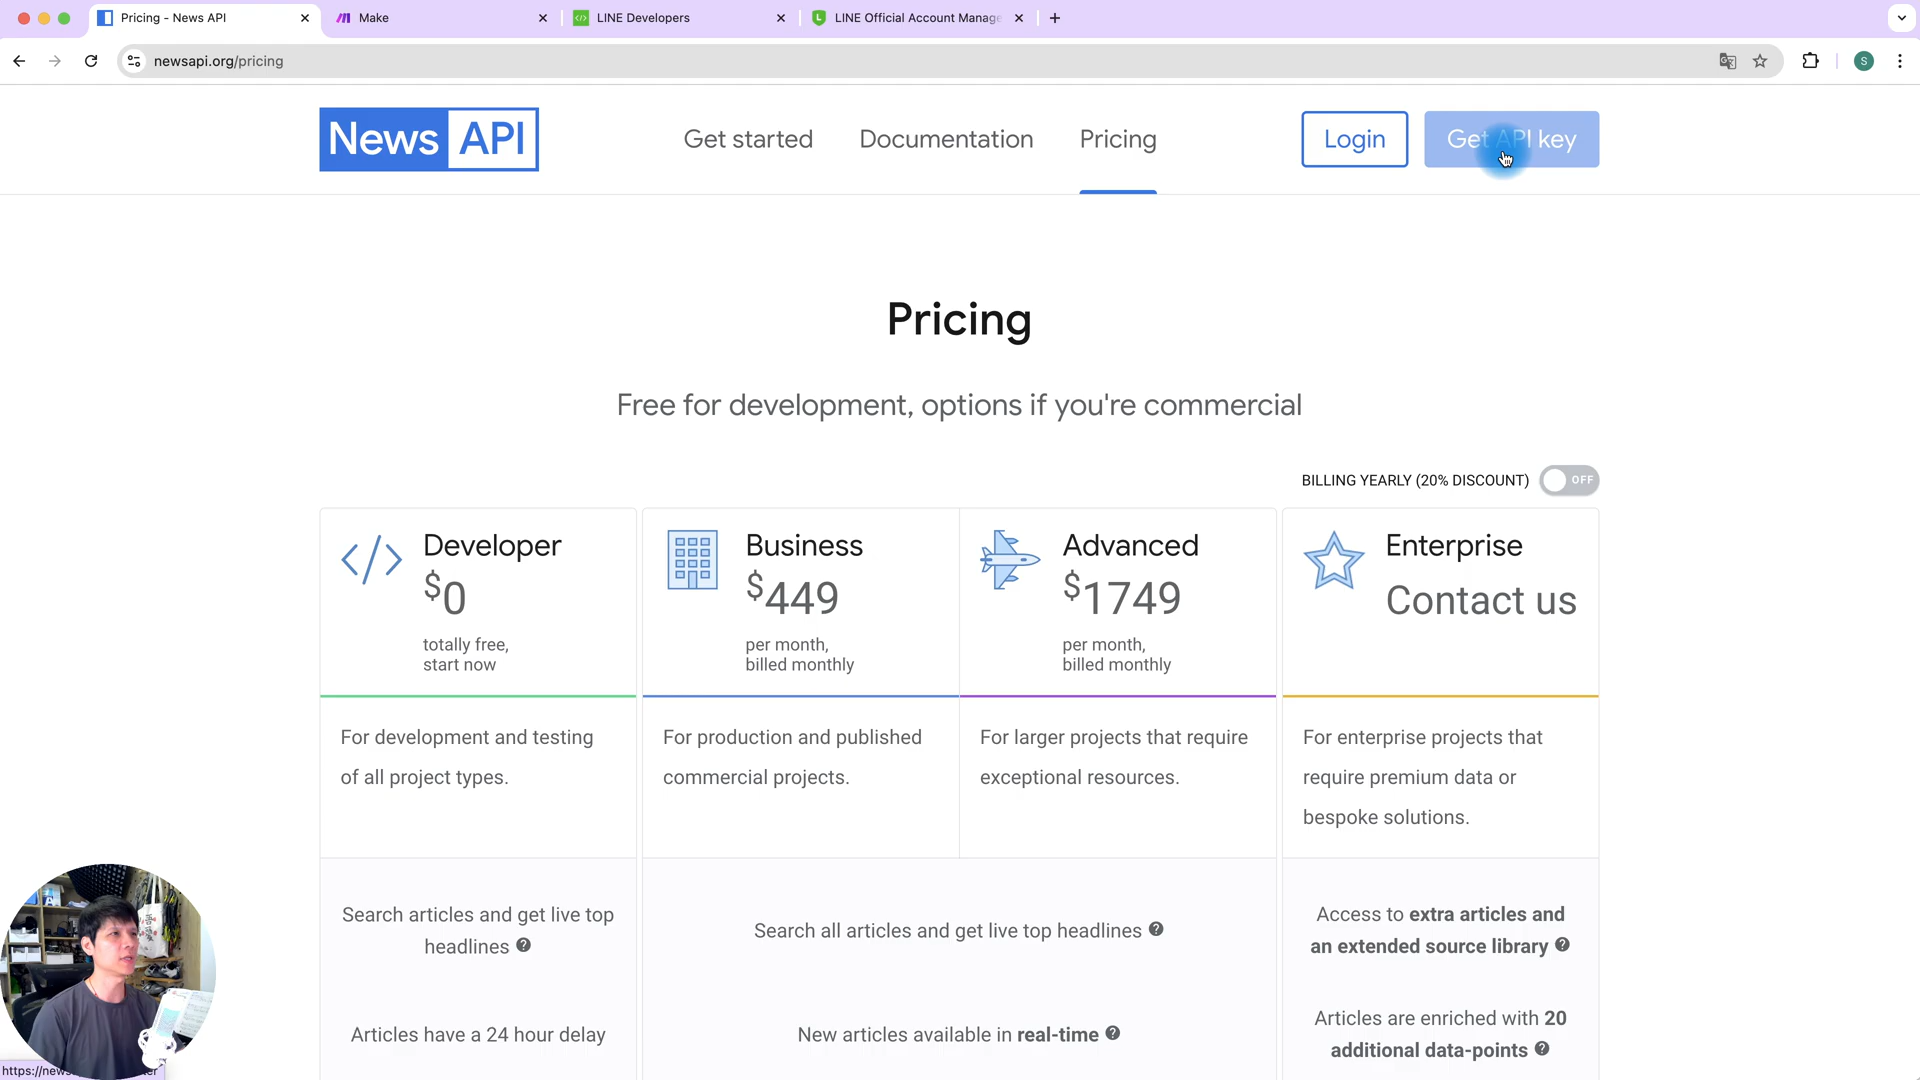 Pricing - News API
Make
LINE Developers
LINE Official Account Manage
newsapi.org/pricing
S
News API
Get started
Documentation
Pricing
Login
Get API key
Pricing
Free for development, options if you're commercial
BILLING YEARLY (20% DISCOUNT)
OFF
Developer
$0
totally free,
start now
Business
$449
per month,
billed monthly
Advanced
$1749
per month,
billed monthly
Enterprise
Contact us
For development and testing
of all project types.
For production and published
commercial projects.
For larger projects that require
exceptional resources.
For enterprise projects that
require premium data or
bespoke solutions.
Search articles and get live top
headlines
Search all articles and get live top headlines
Access to extra articles and
an extended source library
Articles have a 24 hour delay
New articles available in real-time
Articles are enriched with 20
additional data-points